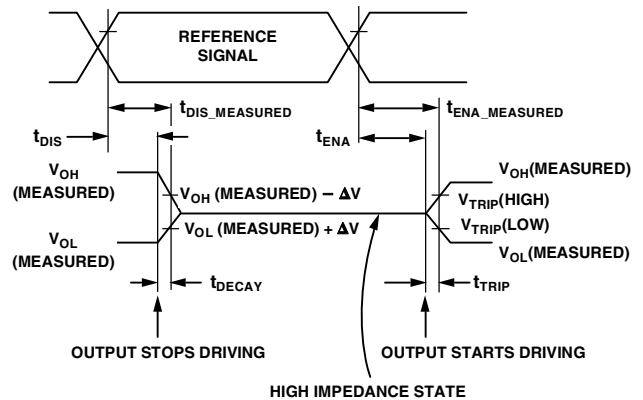 REFERENCE
SIGNAL
tDIS_MEASURED
tENA_MEASURED
tDIS
tENA
VOH
(MEASURED)
VOH (MEASURED) – ΔV
VOH(MEASURED)
VTRIP(HIGH)
VOL
(MEASURED)
VOL (MEASURED) + ΔV
VTRIP(LOW)
VOL(MEASURED)
tDECAY
tTRIP
OUTPUT STOPS DRIVING
OUTPUT STARTS DRIVING
HIGH IMPEDANCE STATE